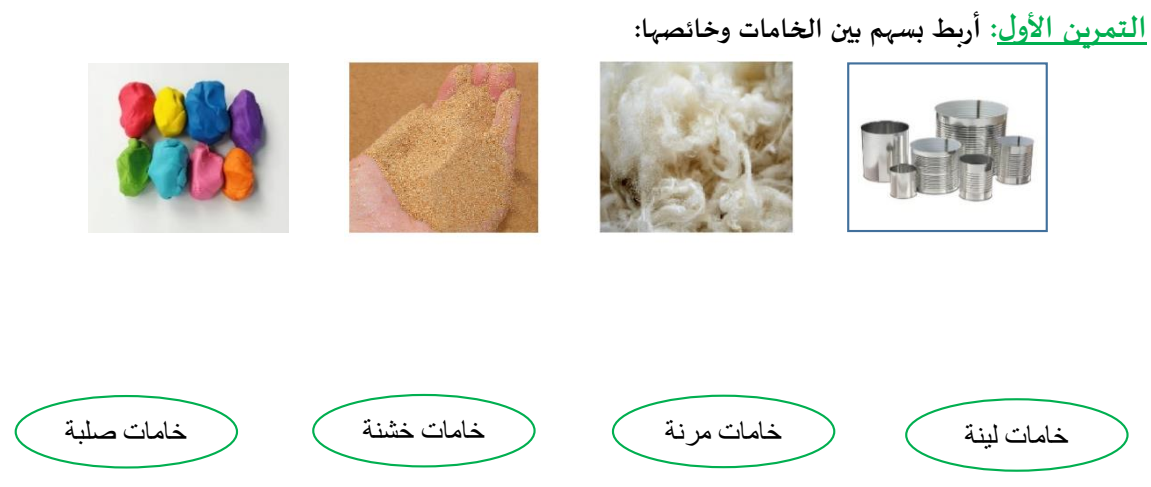 التمرين الأول: أربط بسهم بين الخامات وخائصها:
خامات لينة
خامات مرنة
خامات خشنة
خامات صلبة